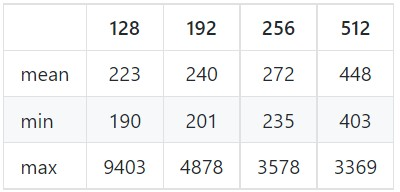 128 192 256 512
mean 223 240 272 448
min 190 201 235 403
max 9403 4878 3578 3369